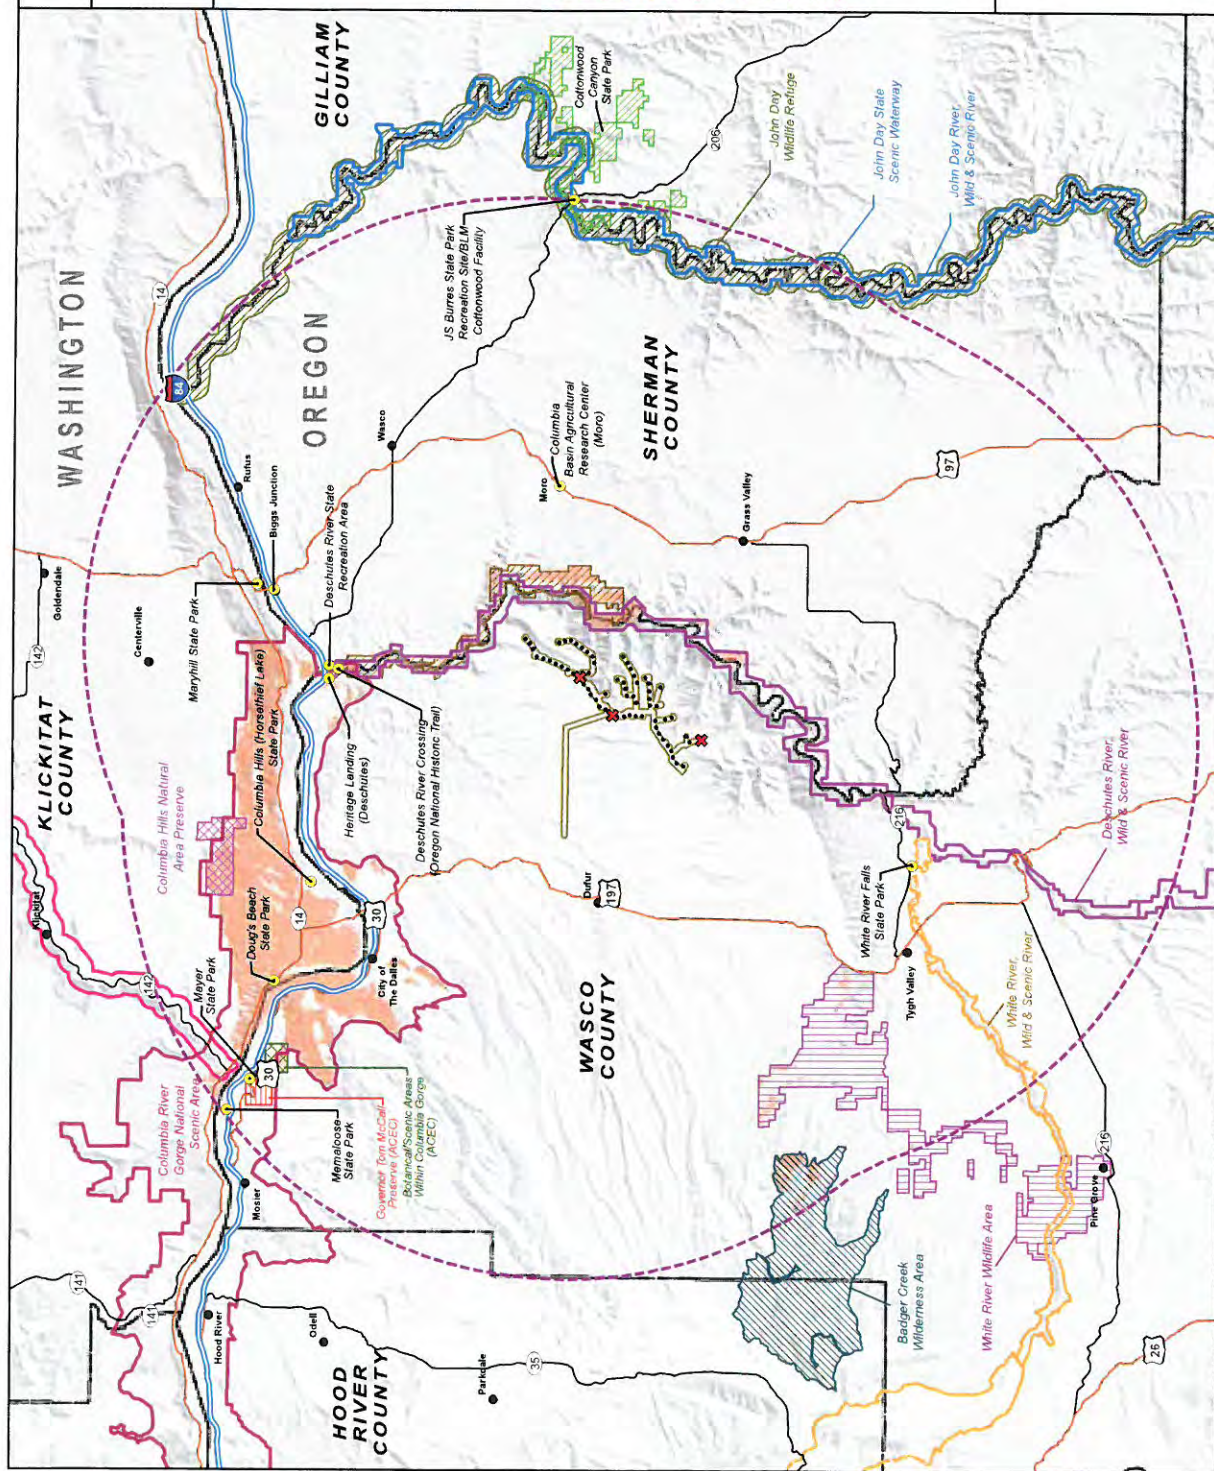 WASHINGTON
OREGON
KLICKITAT
COUNTY
GILLIAM
COUNTY
SHERMAN
COUNTY
WASCO
COUNTY
HOOD
RIVER
COUNTY
142
Goldendale
Centerville
Maryhill State Park
Rufus
Biggs Junction
14
84
Deschutes River State
Recreation Area
Wasco
JS Burres State Park
Recreation Site/BLM
Cottonwood Facility
Cottonwood
Canyon
State Park
206
John Day
Wildlife Refuge
John Day State
Scenic Waterway
John Day River,
Wild & Scenic River
Columbia
Basin Agricultural
Research Center
(Moro)
Moro
Grass Valley
97
Klickitat
142
Columbia Hills Natural
Area Preserve
Columbia Hills (Horsethief Lake)
State Park
Heritage Landing
(Deschutes)
Deschutes River Crossing
(Oregon National Historic Trail)
Doug's Beach
State Park
14
30
City of
The Dalles
Mayer
State Park
30
Columbia River
Gorge National
Scenic Area
Memaloose
State Park
Governor Tom McCall
Preserve (ACEC)
Botanical/Scenic Areas
Within Columbia Gorge
(ACEC)
Mosier
141
141
Hood River
Odell
Parkdale
35
Dufur
197
White River Falls
State Park
216
Tygh Valley
Deschutes River,
Wild & Scenic River
White River,
Wild & Scenic River
216
Pine Grove
White River Wildlife Area
Badger Creek
Wilderness Area
26